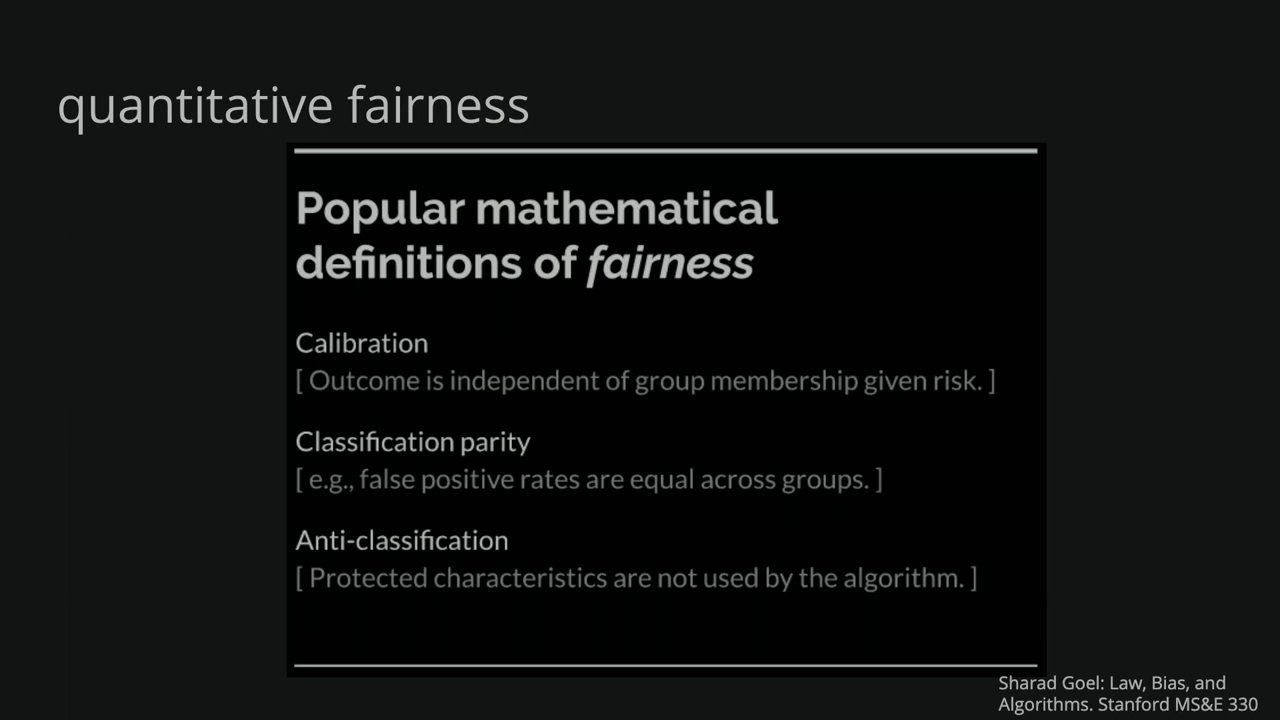 quantitative fairness
Popular mathematical
definitions of fairness
Calibration
[ Outcome is independent of group membership given risk. ]
Classification parity
[ e.g., false positive rates are equal across groups. ]
Anti-classification
[ Protected characteristics are not used by the algorithm. ]
Sharad Goel: Law, Bias, and
Algorithms. Stanford MS&E 330